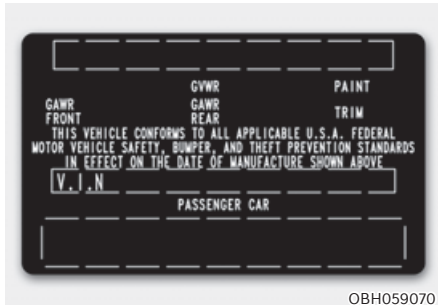 GVWR PAINT
GAWR GAWR
FRONT REAR TRIM
THIS VEHICLE CONFORMS TO ALL APPLICABLE U.S.A. FEDERAL
MOTOR VEHICLE SAFETY, BUMPER, AND THEFT PREVENTION STANDARDS
IN EFFECT ON THE DATE OF MANUFACTURE SHOWN ABOVE
V.I.N
PASSENGER CAR
OBH059070